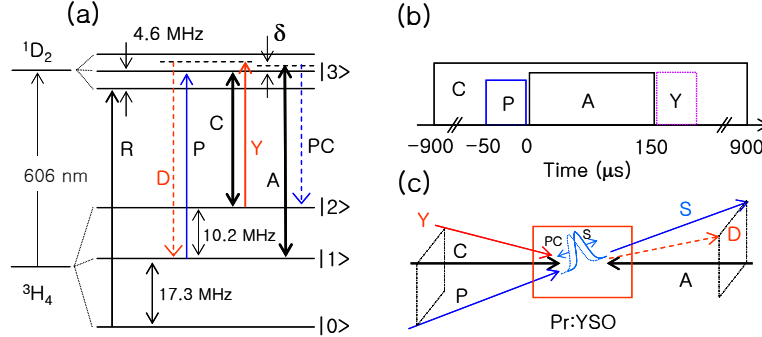 (a)
4.6 MHz
δ
¹D₂
|3>
C
R
P
Y
PC
D
A
606 nm
|2>
10.2 MHz
|1>
³H₄
17.3 MHz
|0>
(b)
C
P
A
Y
-900
-50
0
150
900
Time (μs)
(c)
Y
S
PC
S
D
C
A
P
Pr:YSO